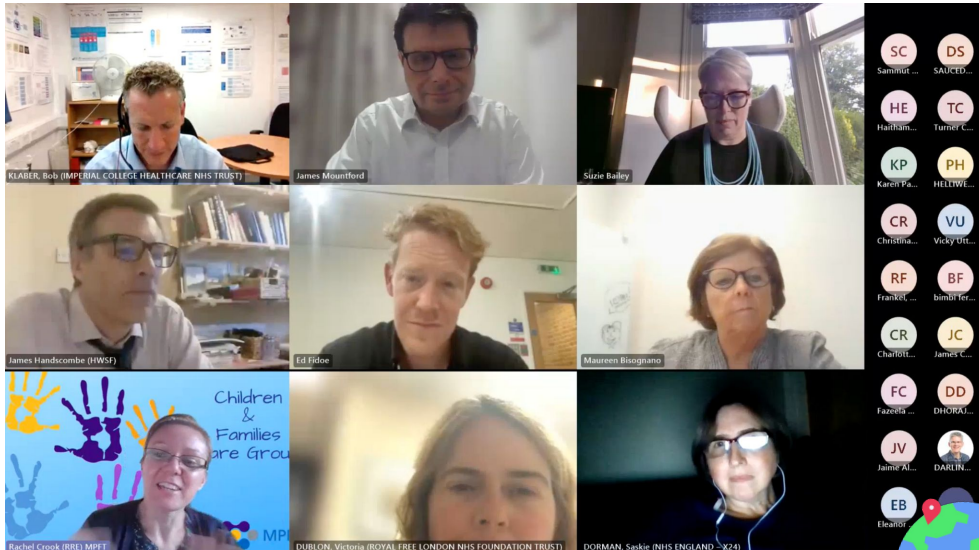 KLABER, Bob (IMPERIAL COLLEGE HEALTHCARE NHS TRUST)
James Mountford
Suzie Bailey
James Handscombe (HWSF)
Ed Fidoe
Maureen Bisognano
Children
&
Families
are Grou
MPF
Rachel Crook (RRE) MPFT
DUBLON, Victoria (ROYAL FREE LONDON NHS FOUNDATION TRUST)
DORMAN, Saskie (NHS ENGLAND – X24)
SC
DS
Sammut ...
SAUCED...
HE
TC
Haitham...
Turner C...
KP
PH
Karen Pa...
HELLIWE...
CR
VU
Christina...
Vicky Utt...
RF
BF
Frankel, ...
bimbi fer...
CR
JC
Charlott...
James C...
FC
DD
Fazeela ...
DHORAJ...
JV
Jaime Al...
DARLIN...
EB
Eleanor ...